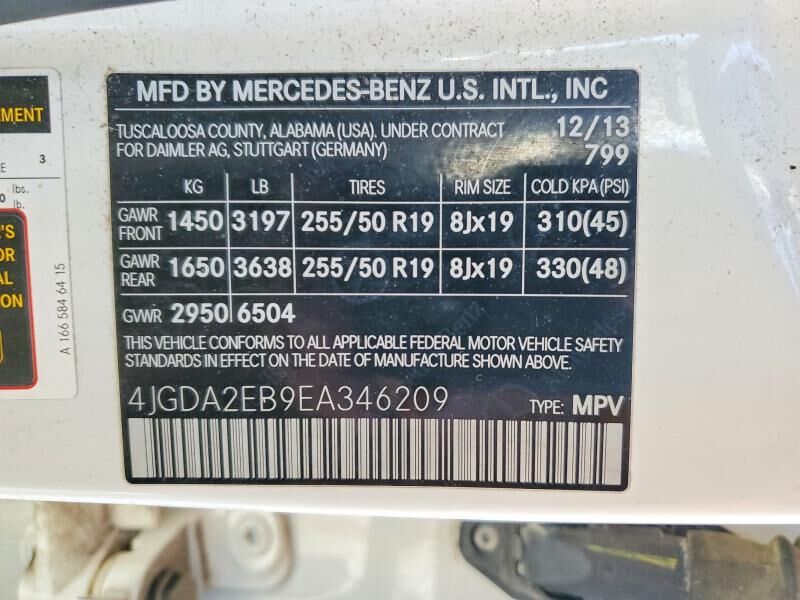 MFD BY MERCEDES-BENZ U.S. INTL., INC
TUSCALOOSA COUNTY, ALABAMA (USA). UNDER CONTRACT
FOR DAIMLER AG, STUTTGART (GERMANY)
12/13
799
KG LB TIRES RIM SIZE COLD KPA(PSI)
GAWR FRONT 1450 3197 255/50 R19 8Jx19 310(45)
GAWR REAR 1650 3638 255/50 R19 8Jx19 330(48)
GVWR 2950 6504
THIS VEHICLE CONFORMS TO ALL APPLICABLE FEDERAL MOTOR VEHICLE SAFETY
STANDARDS IN EFFECT ON THE DATE OF MANUFACTURE SHOWN ABOVE.
4JGDA2EB9EA346209 TYPE: MPV
3
lbs.
lb.
A 166 584 64 15